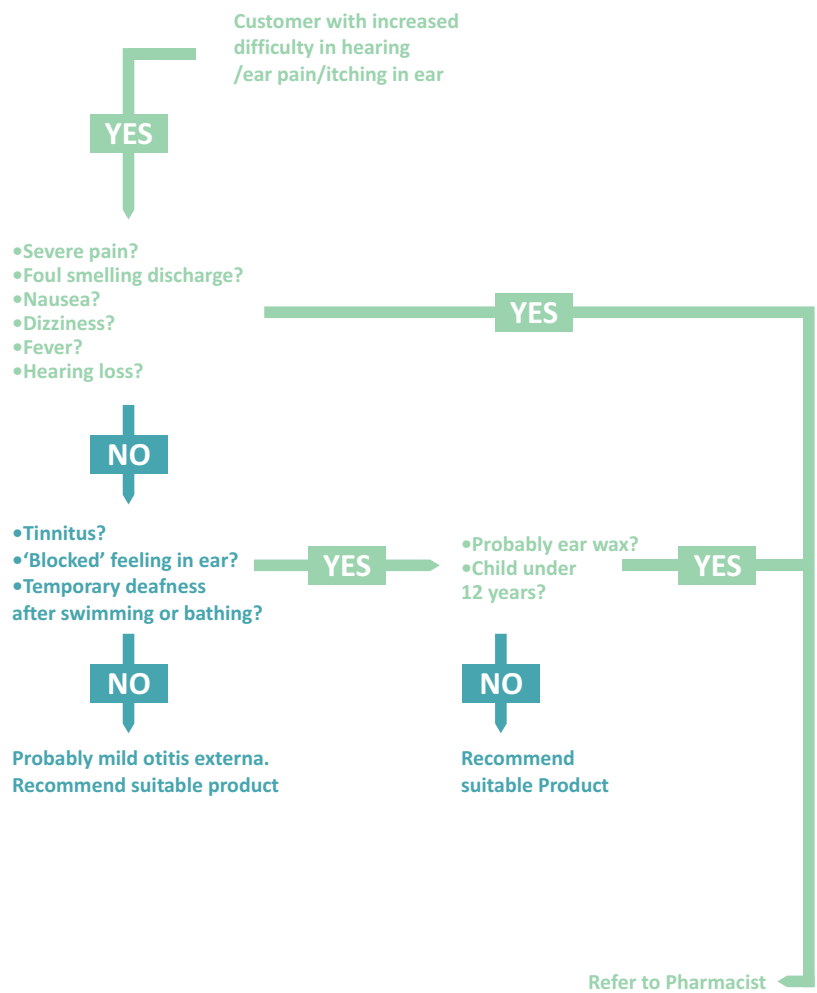 Customer with increased
difficulty in hearing
/ear pain/itching in ear
YES
•Severe pain?
•Foul smelling discharge?
•Nausea?
•Dizziness?
•Fever?
•Hearing loss?
YES
NO
•Tinnitus?
•‘Blocked’ feeling in ear?
•Temporary deafness
after swimming or bathing?
YES
•Probably ear wax?
•Child under
12 years?
YES
NO
NO
Probably mild otitis externa.
Recommend suitable product
Recommend
suitable Product
Refer to Pharmacist